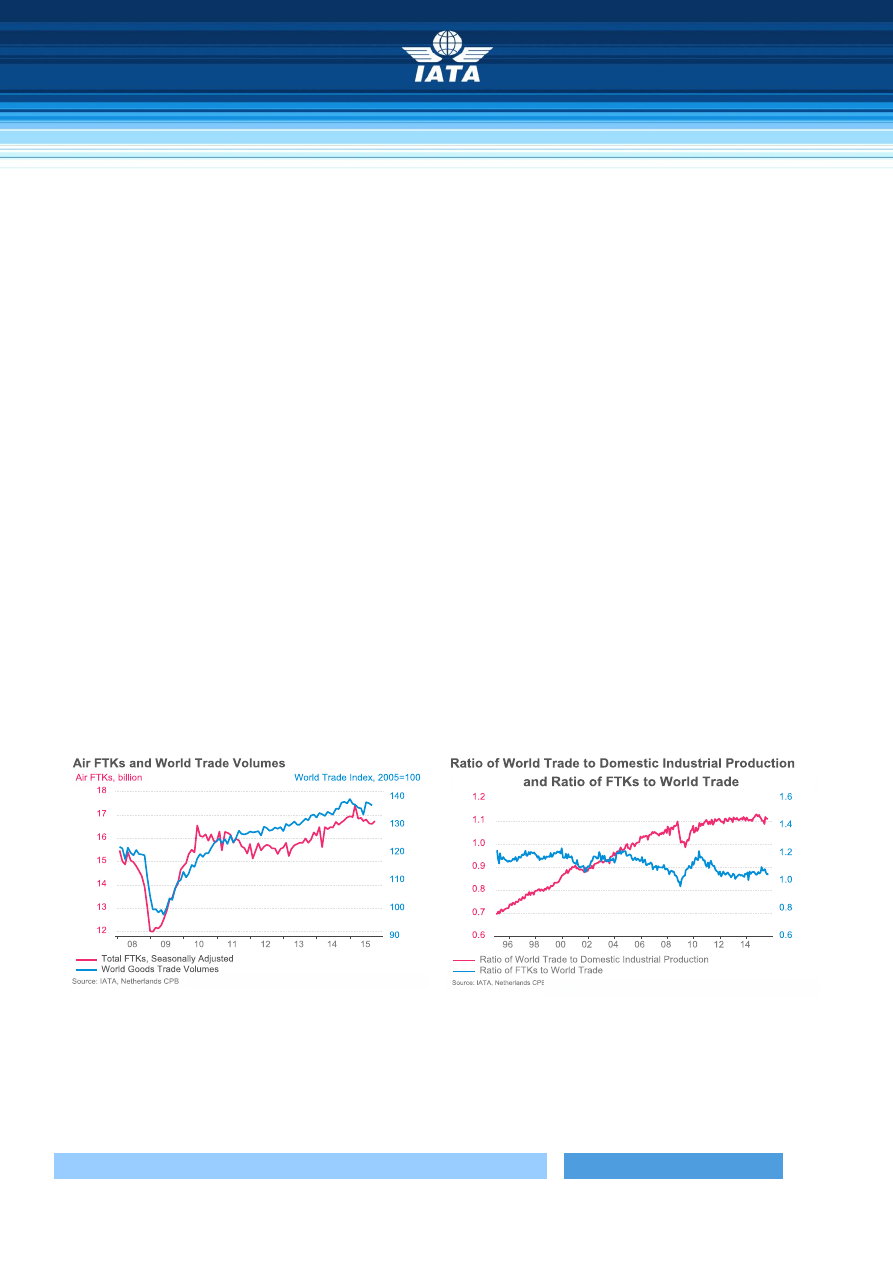 IATA
Air FTKs and World Trade Volumes
Air FTKs, billion World Trade Index, 2005=100
18 140
17 130
16 120
15 110
14 100
13 90
12
08 09 10 11 12 13 14 15
Total FTKs, Seasonally Adjusted
World Goods Trade Volumes
Source: IATA, Netherlands CPB
Ratio of World Trade to Domestic Industrial Production
and Ratio of FTKs to World Trade
1.2 1.6
1.1 1.4
1.0 1.2
0.9 1.0
0.8 0.8
0.7 0.6
0.6
96 98 00 02 04 06 08 10 12 14
Ratio of World Trade to Domestic Industrial Production
Ratio of FTKs to World Trade
Source: IATA, Netherlands CPB